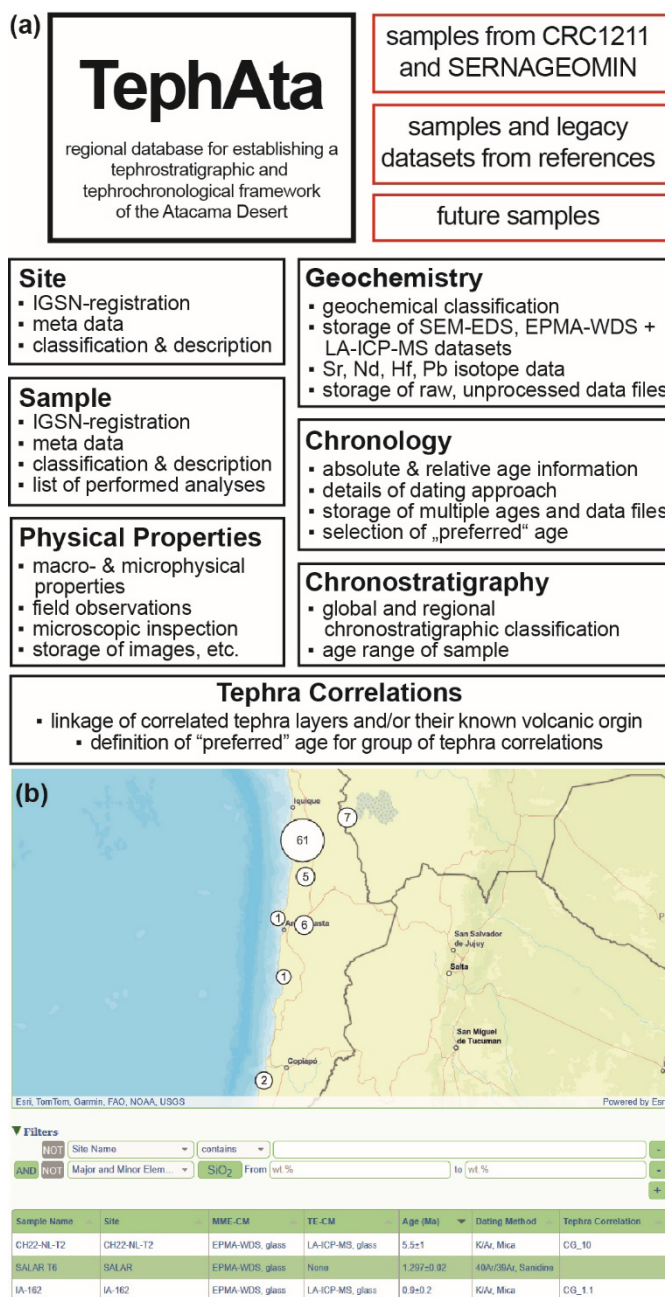 (a)
TephAta
regional database for establishing a
tephrostratigraphic and
tephrochronological framework
of the Atacama Desert
samples from CRC1211
and SERNAGEOMIN
samples and legacy
datasets from references
future samples
Site
▪ IGSN-registration
▪ meta data
▪ classification & description
Sample
▪ IGSN-registration
▪ meta data
▪ classification & description
▪ list of performed analyses
Physical Properties
▪ macro- & microphysical
properties
▪ field observations
▪ microscopic inspection
▪ storage of images, etc.
Geochemistry
▪ geochemical classification
▪ storage of SEM-EDS, EPMA-WDS +
LA-ICP-MS datasets
▪ Sr, Nd, Hf, Pb isotope data
▪ storage of raw, unprocessed data files
Chronology
▪ absolute & relative age information
▪ details of dating approach
▪ storage of multiple ages and data files
▪ selection of „preferred“ age
Chronostratigraphy
▪ global and regional
chronostratigraphic classification
▪ age range of sample
Tephra Correlations
▪ linkage of correlated tephra layers and/or their known volcanic orgin
▪ definition of “preferred” age for group of tephra correlations
(b)
Iquique
7
61
5
1
6
1
San Salvador
de Jujuy
Salta
San Miguel
de Tucuman
Copiapó
2
Esri, TomTom, Garmin, FAO, NOAA, USGS
Powered by Esr
Filters
NOT Site Name contains -
AND NOT Major and Minor Elem... SiO₂ From wt % to wt % -
+
Sample Name Site MME-CM TE-CM Age (Ma) Dating Method Tephra Correlation
CH22-NL-T2 CH22-NL-T2 EPMA-WDS, glass LA-ICP-MS, glass 5.5±1 K/Ar, Mica CG_10
SALAR T6 SALAR EPMA-WDS, glass None 1.297±0.02 40Ar/39Ar, Sanidine
IA-162 IA-162 EPMA-WDS, glass LA-ICP-MS, glass 0.9±0.2 K/Ar, Mica CG_1.1